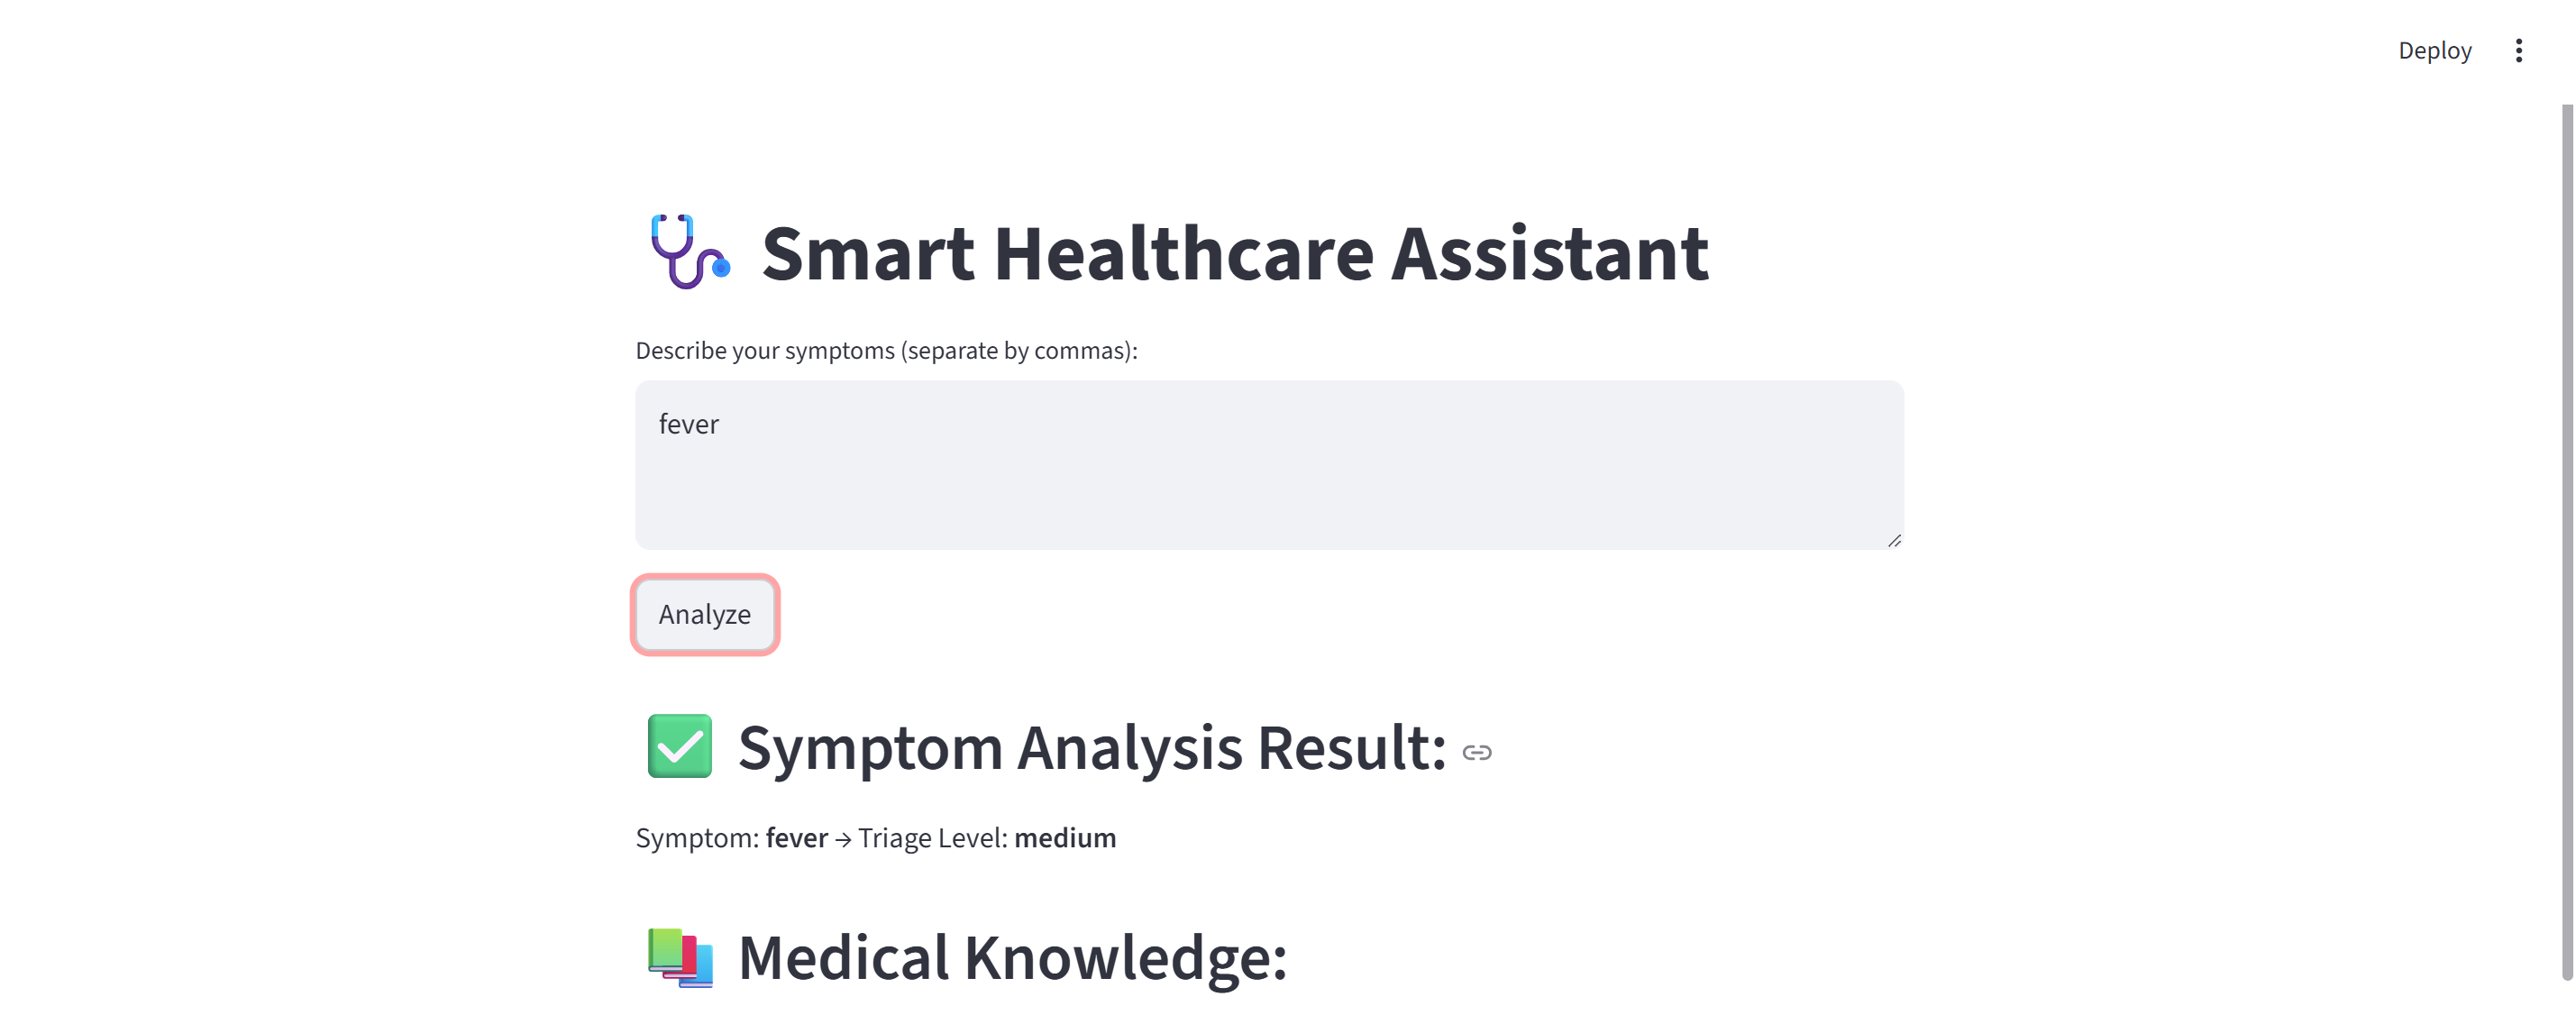 Deploy
Smart Healthcare Assistant
Describe your symptoms (separate by commas):
fever
Analyze
Symptom Analysis Result:
Symptom: fever → Triage Level: medium
Medical Knowledge: